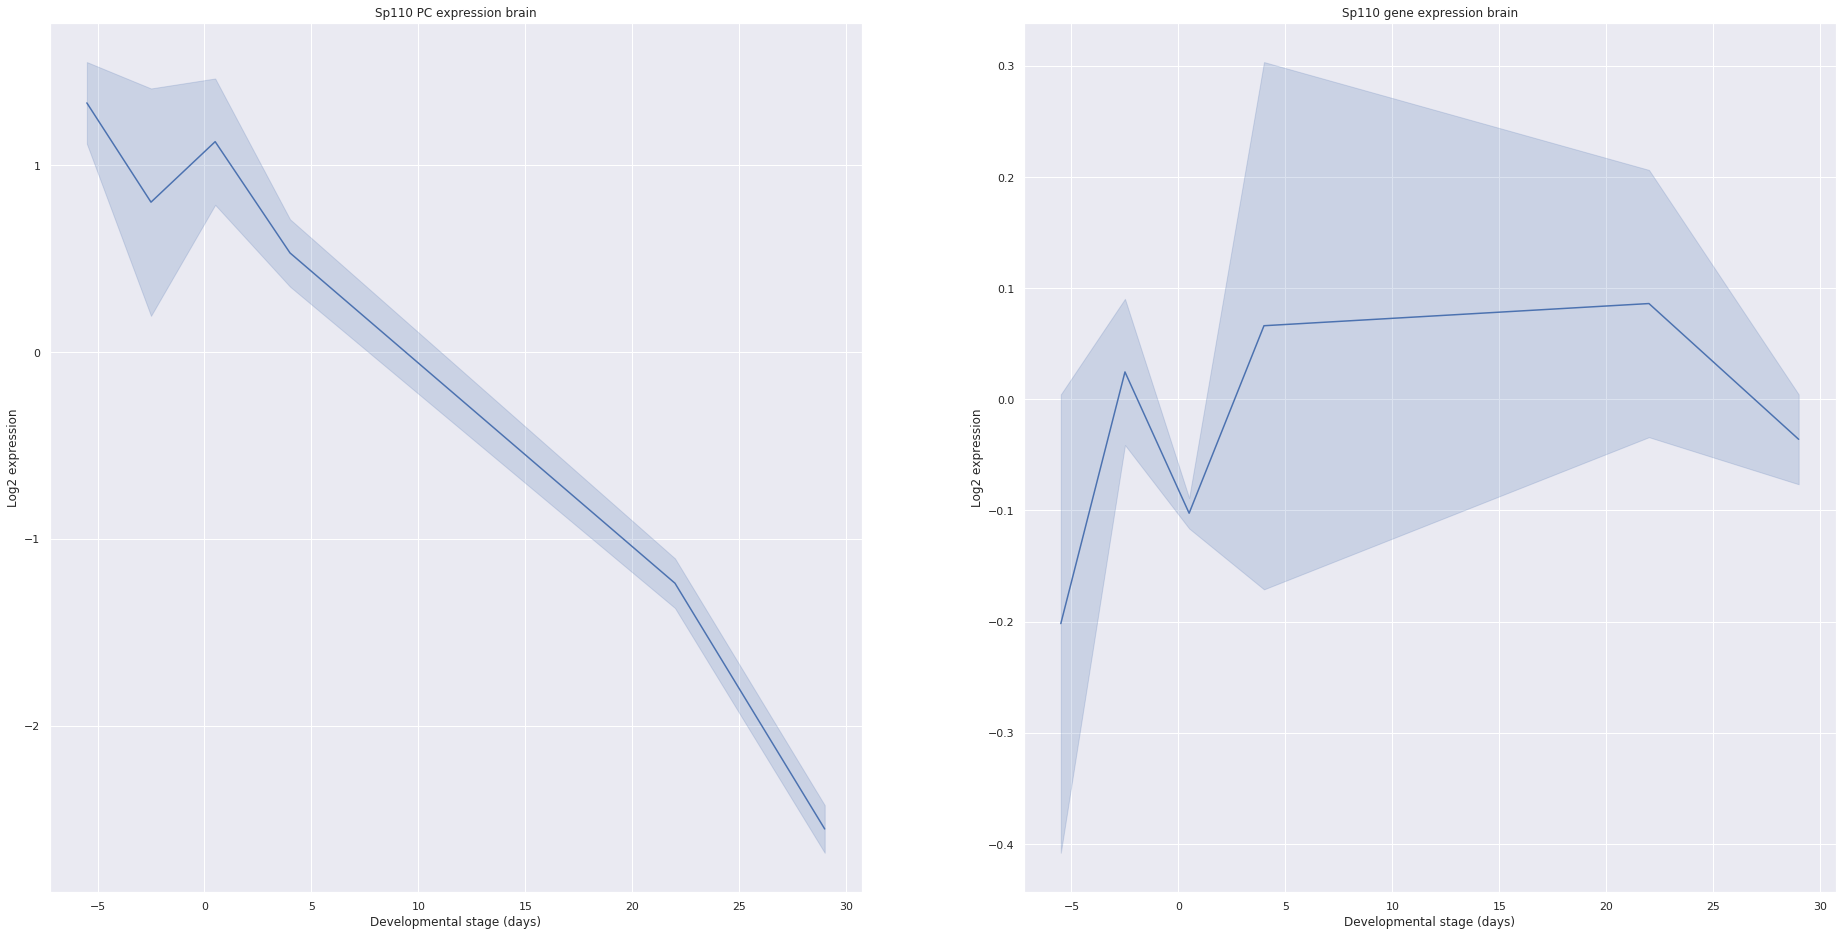 Sp110 PC expression brain
Log2 expression
1
0
−1
−2
−5 0 5 10 15 20 25 30
Developmental stage (days)
Sp110 gene expression brain
Log2 expression
0.3
0.2
0.1
0.0
−0.1
−0.2
−0.3
−0.4
−5 0 5 10 15 20 25 30
Developmental stage (days)